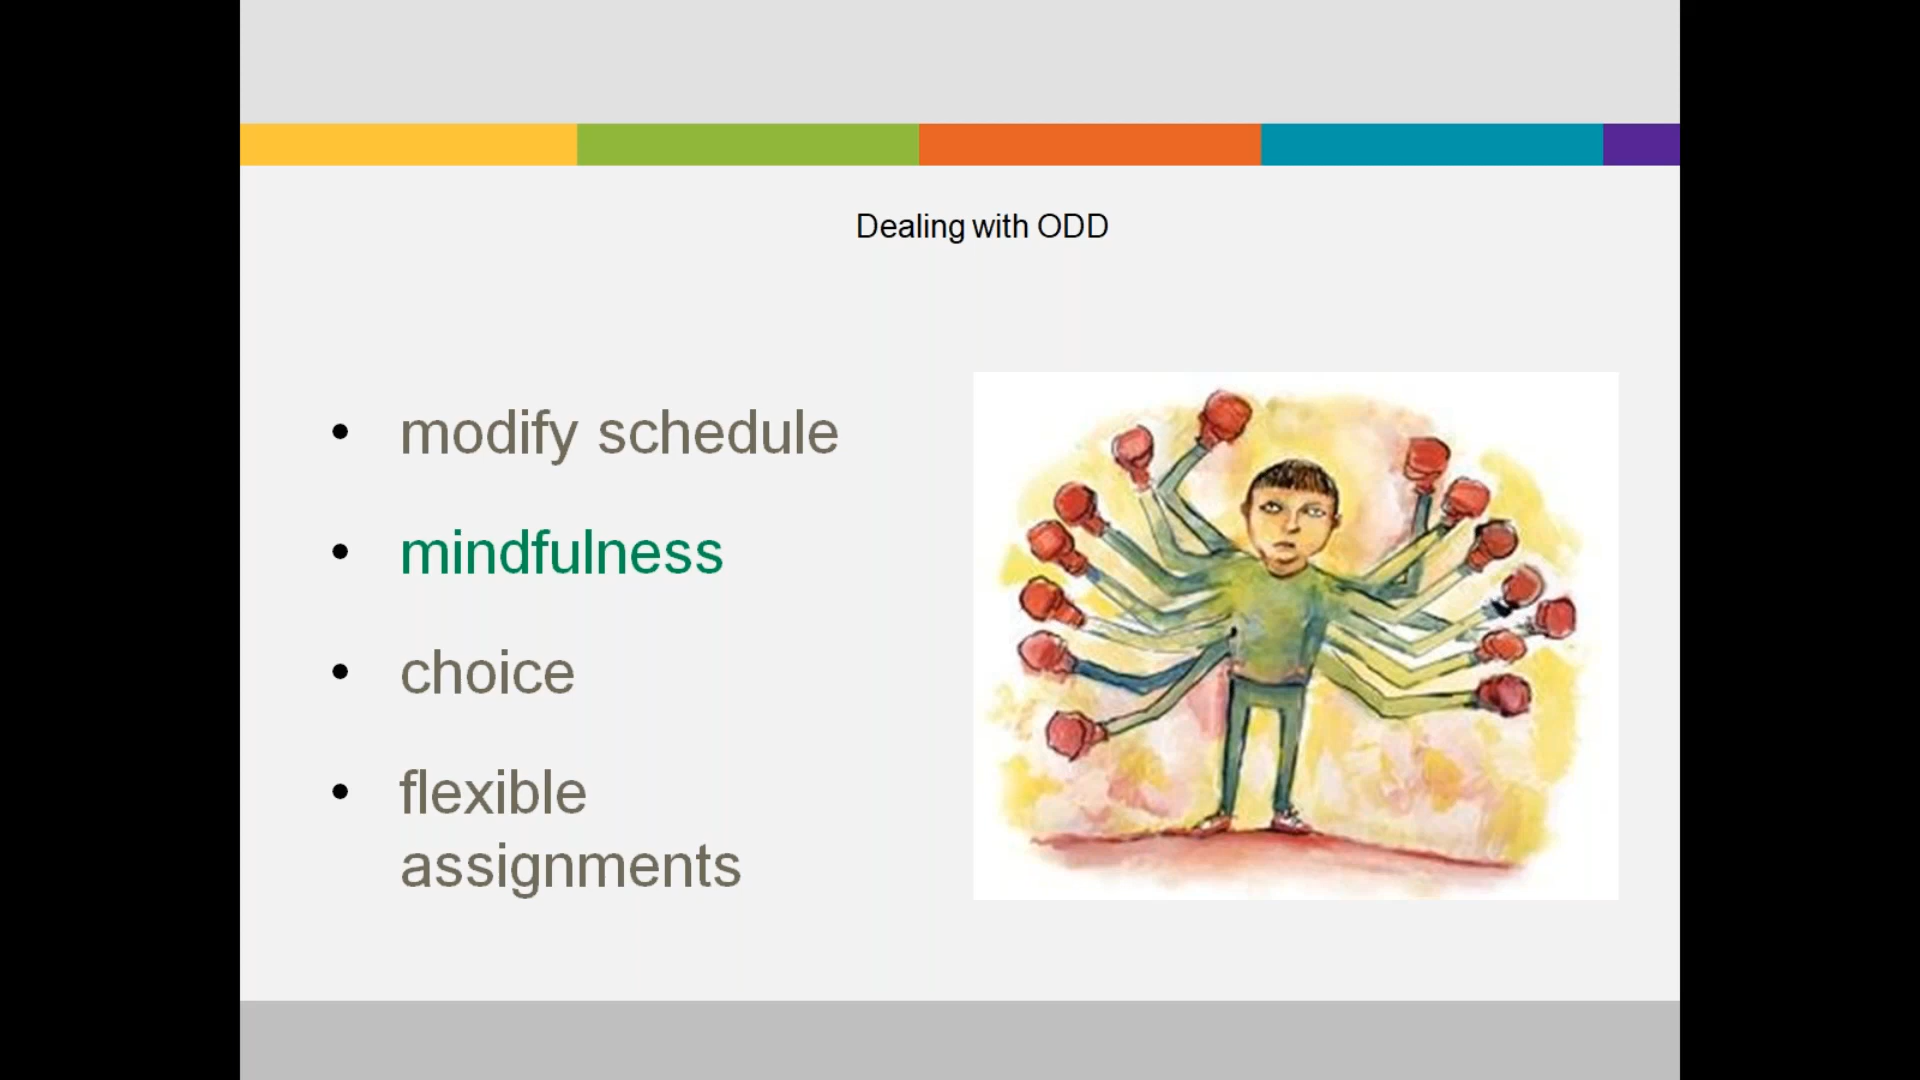 Dealing with ODD
• modify schedule
• mindfulness
• choice
• flexible
assignments